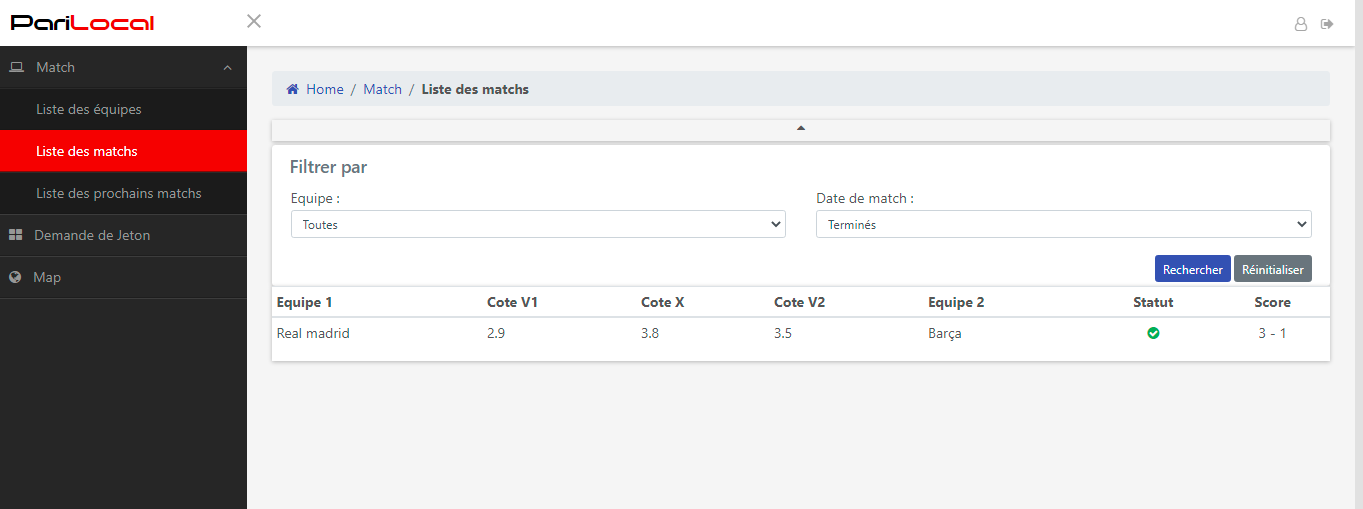 PariLocal
Match
Liste des équipes
Liste des matchs
Liste des prochains matchs
Demande de Jeton
Map
Home / Match / Liste des matchs
Filtrer par
Equipe : Date de match :
Toutes Terminés
Rechercher Réinitialiser
Equipe 1 Cote V1 Cote X Cote V2 Equipe 2 Statut Score
Real madrid 2.9 3.8 3.5 Barça 3 - 1